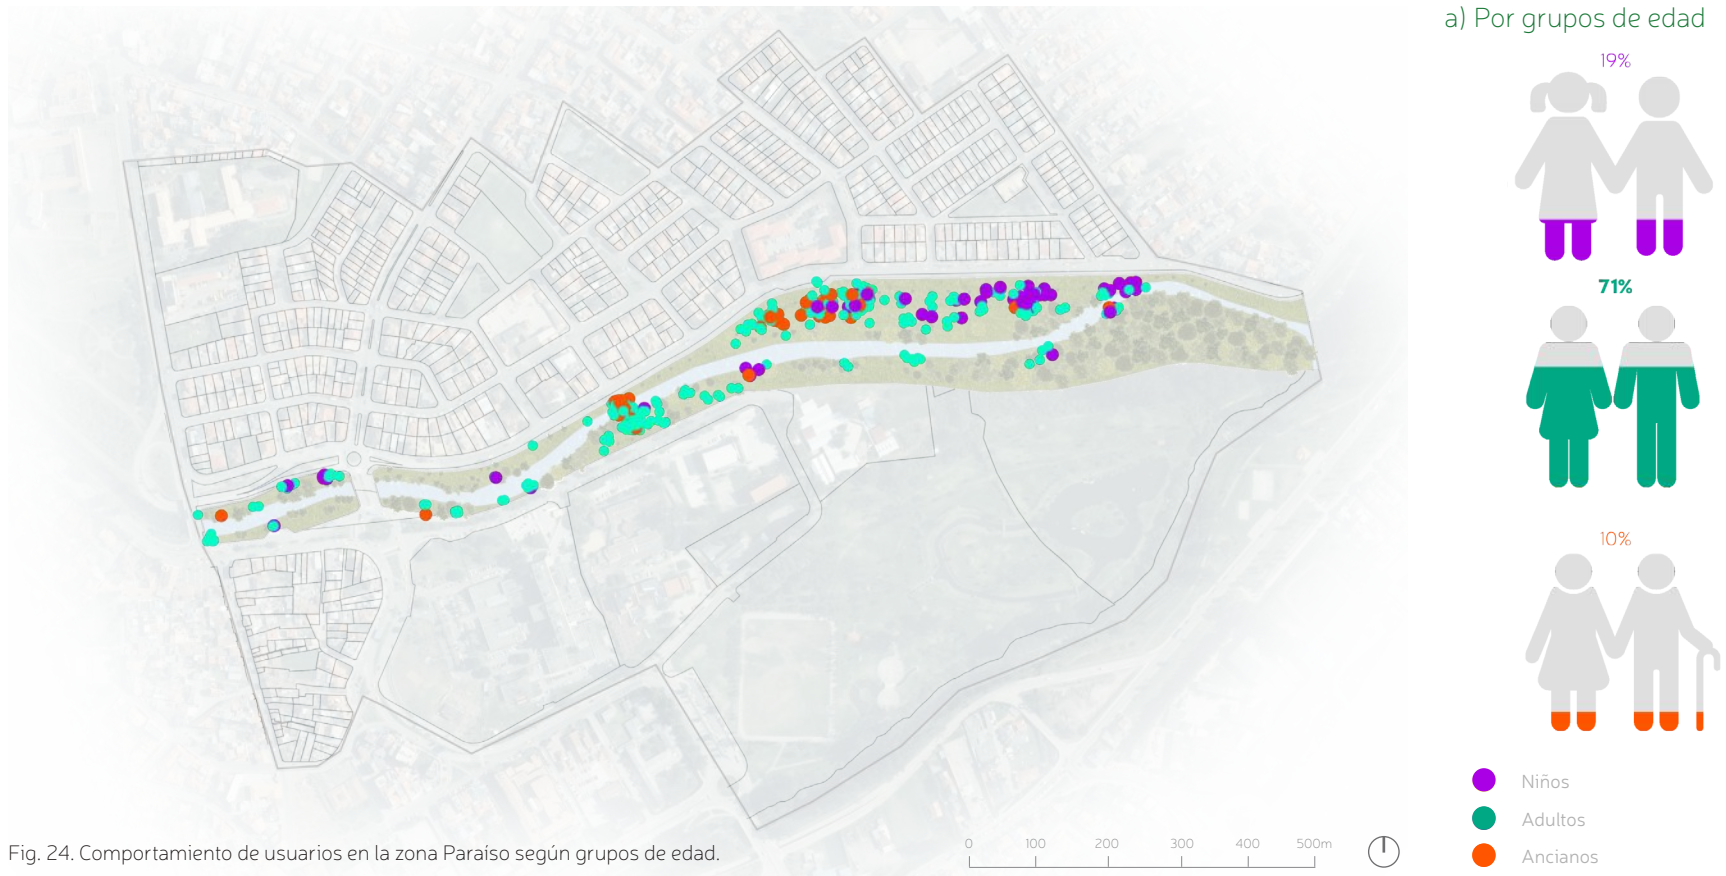 a) Por grupos de edad
19%
71%
10%
Niños
Adultos
Ancianos
Fig. 24. Comportamiento de usuarios en la zona Paraíso según grupos de edad.
0 100 200 300 400 500m